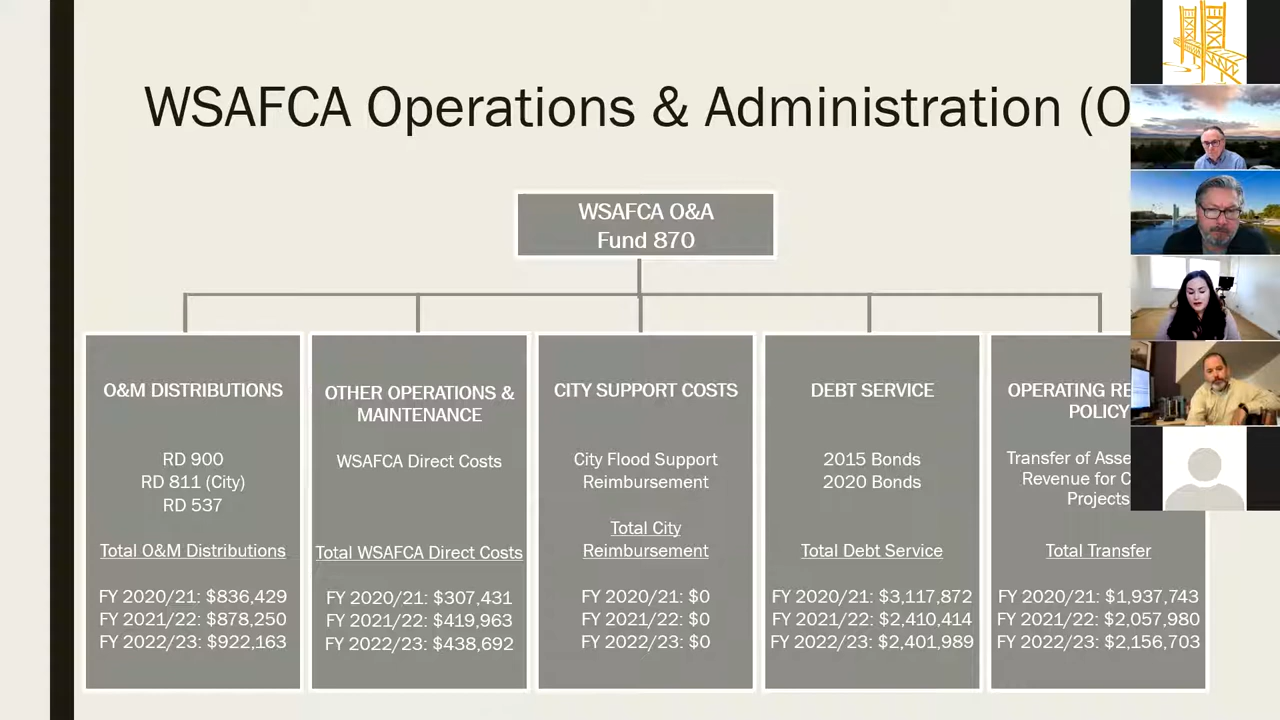 WSAFCA Operations & Administration (O
WSAFCA O&A
Fund 870
O&M DISTRIBUTIONS
RD 900
RD 811 (City)
RD 537
Total O&M Distributions
FY 2020/21: $836,429
FY 2021/22: $878,250
FY 2022/23: $922,163
OTHER OPERATIONS &
MAINTENANCE
WSAFCA Direct Costs
Total WSAFCA Direct Costs
FY 2020/21: $307,431
FY 2021/22: $419,963
FY 2022/23: $438,692
CITY SUPPORT COSTS
City Flood Support
Reimbursement
Total City
Reimbursement
FY 2020/21: $0
FY 2021/22: $0
FY 2022/23: $0
DEBT SERVICE
2015 Bonds
2020 Bonds
Total Debt Service
FY 2020/21: $3,117,872
FY 2021/22: $2,410,414
FY 2022/23: $2,401,989
OPERATING RE
POLICY
Transfer of Asse
Revenue for C
Projects
Total Transfer
FY 2020/21: $1,937,743
FY 2021/22: $2,057,980
FY 2022/23: $2,156,703